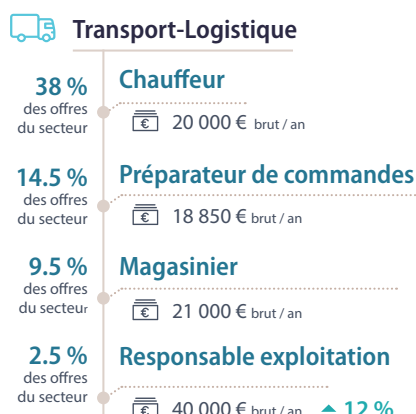 Transport-Logistique
38 %
des offres
du secteur
Chauffeur
20 000 € brut / an
14.5 %
des offres
du secteur
Préparateur de commandes
18 850 € brut / an
9.5 %
des offres
du secteur
Magasinier
21 000 € brut / an
2.5 %
des offres
du secteur
Responsable exploitation
40 000 € brut / an ▲ 12 %